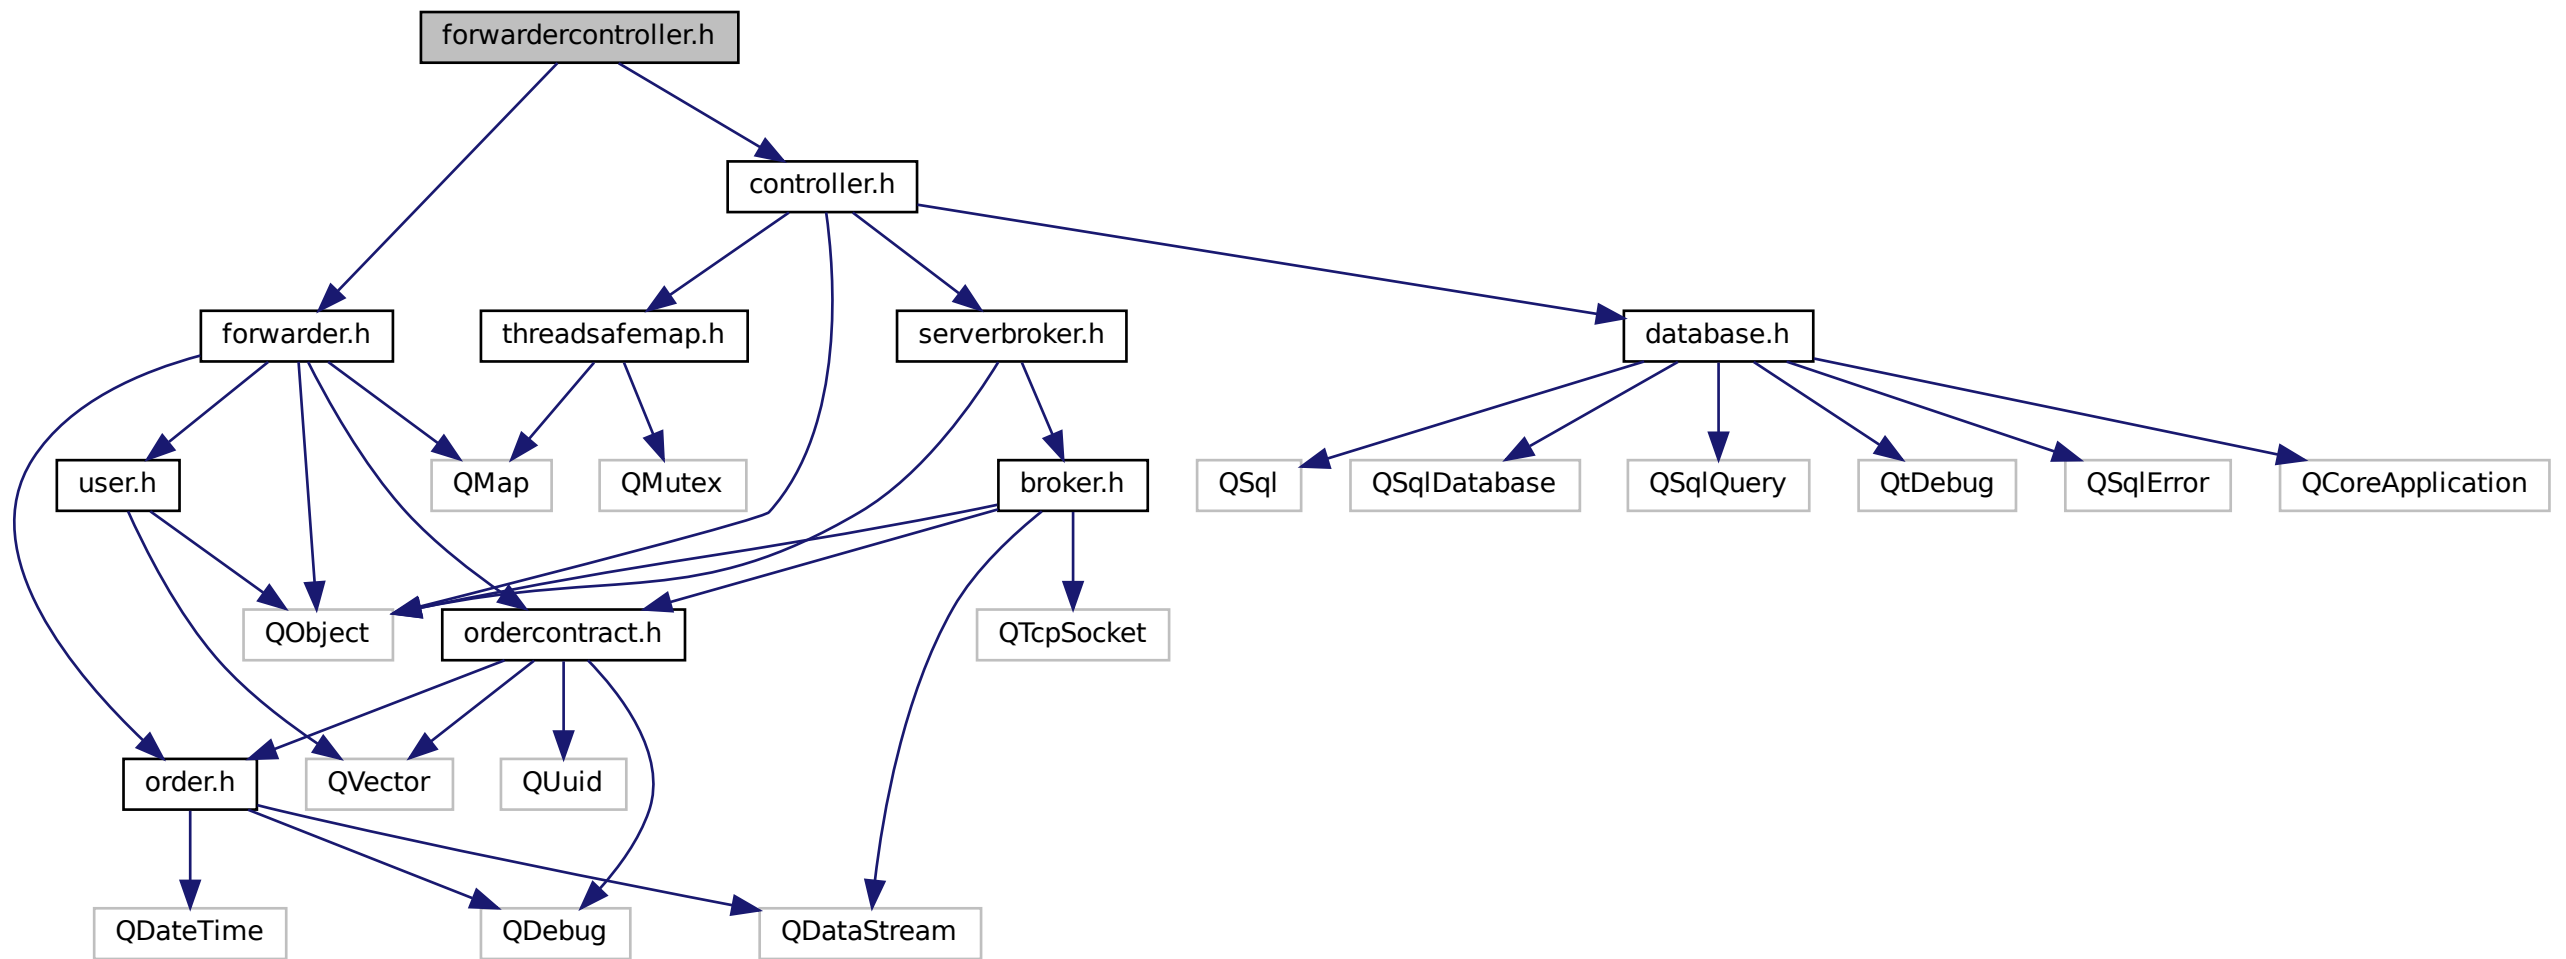 forwardercontroller.h
controller.h
forwarder.h
threadsafemap.h
serverbroker.h
database.h
user.h
QMap
QMutex
broker.h
QSql
QSqlDatabase
QSqlQuery
QtDebug
QSqlError
QCoreApplication
QObject
ordercontract.h
QTcpSocket
order.h
QVector
QUuid
QDateTime
QDebug
QDataStream